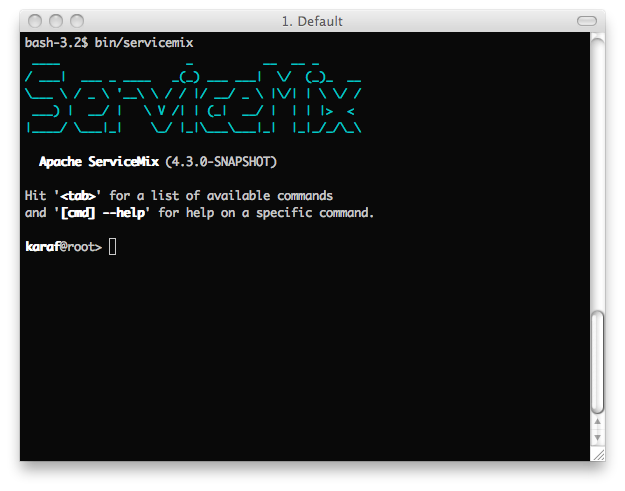 1. Default
bash-3.2$ bin/servicemix
ServiceMix
Apache ServiceMix (4.3.0-SNAPSHOT)
Hit '<tab>' for a list of available commands
and '[cmd] --help' for help on a specific command.
karaf@root>